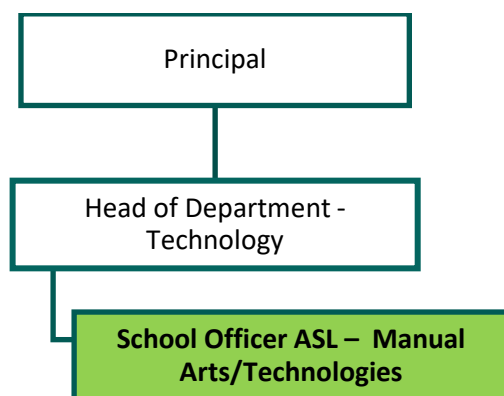 Principal
Head of Department -
Technology
School Officer ASL –  Manual
Arts/Technologies